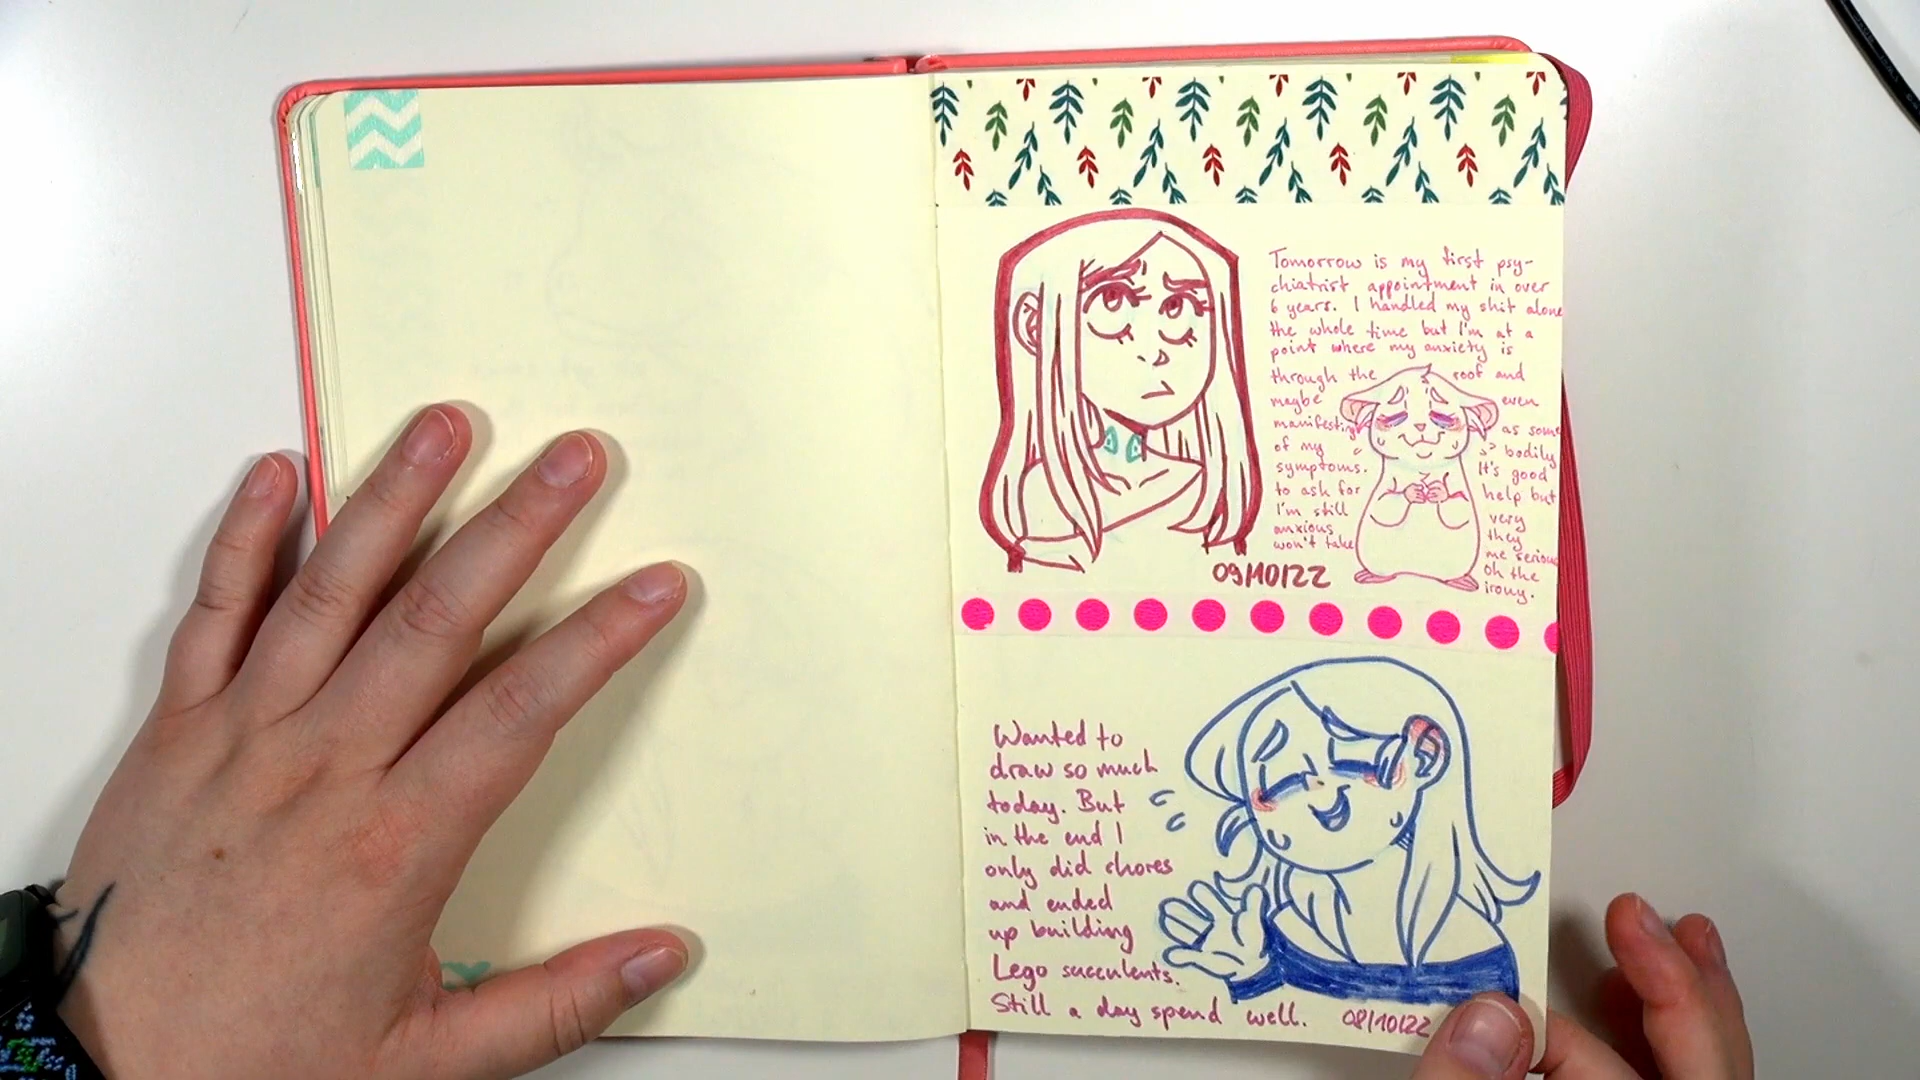 Tomorrow is my first psy-
chiatrist appointment in over
6 years. I handled my shit alone
the whole time but I'm at a
point where my anxiety is
through the roof and
maybe even
manifesting as some
of my bodily
symptoms. It's good
to ask for help but
I'm still very
anxious they
won't take me serious
oh the
irony.
09/10/22
Wanted to
draw so much
today. But
in the end I
only did chores
and ended
up building
Lego succulents.
Still a day spend well. 08/10/22